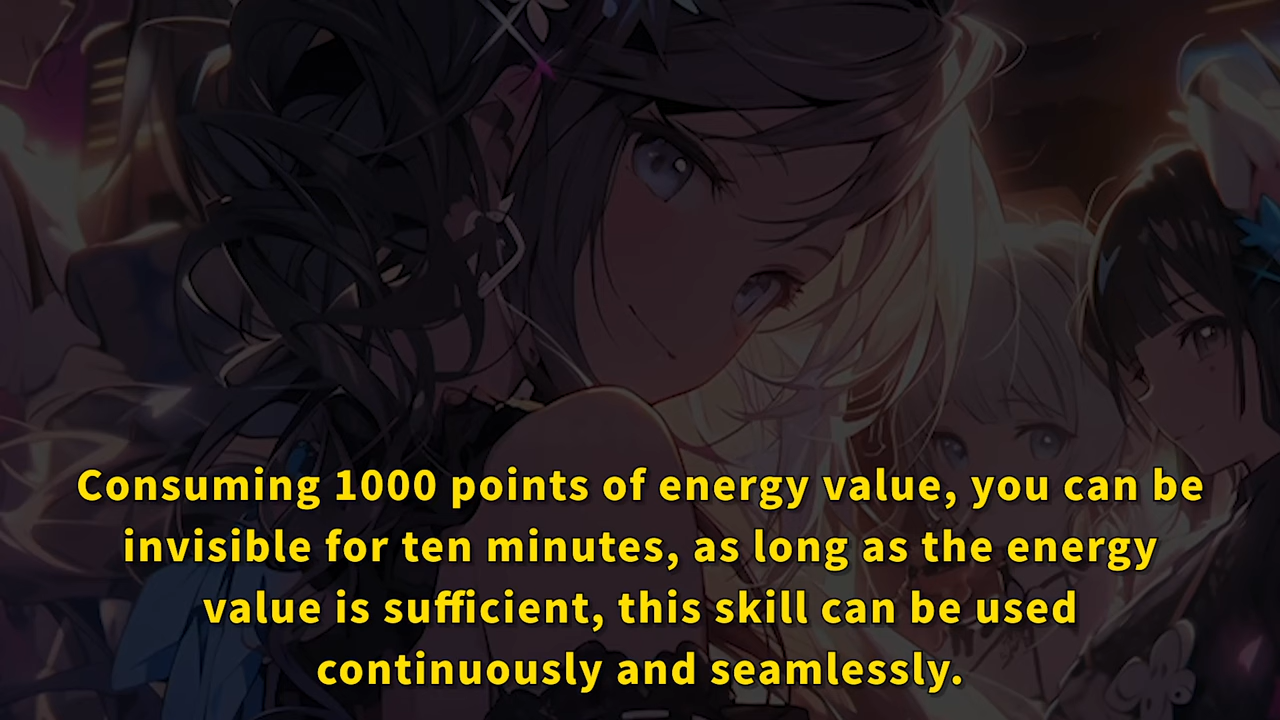 Consuming 1000 points of energy value, you can be
invisible for ten minutes, as long as the energy
value is sufficient, this skill can be used
continuously and seamlessly.